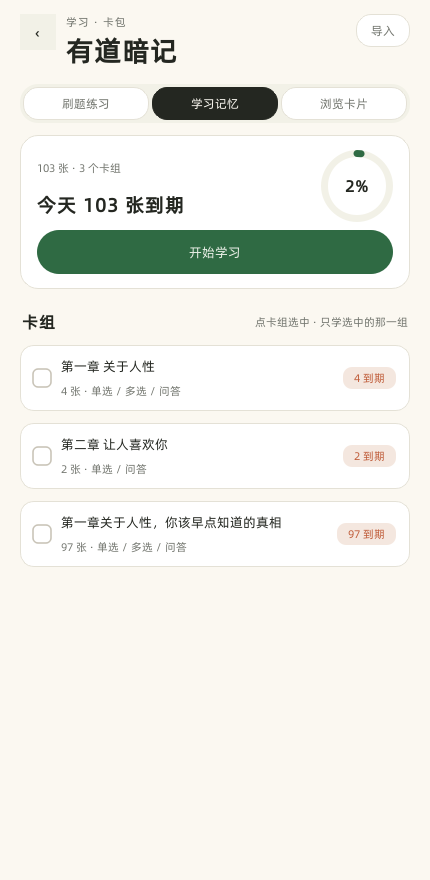 ‹
学习 · 卡包
有道暗记
导入
刷题练习
学习记忆
浏览卡片
103 张 · 3 个卡组
今天 103 张到期
2%
开始学习
卡组
点卡组选中 · 只学选中的那一组
第一章 关于人性
4 张 · 单选 / 多选 / 问答
4 到期
第二章 让人喜欢你
2 张 · 单选 / 问答
2 到期
第一章关于人性，你该早点知道的真相
97 张 · 单选 / 多选 / 问答
97 到期